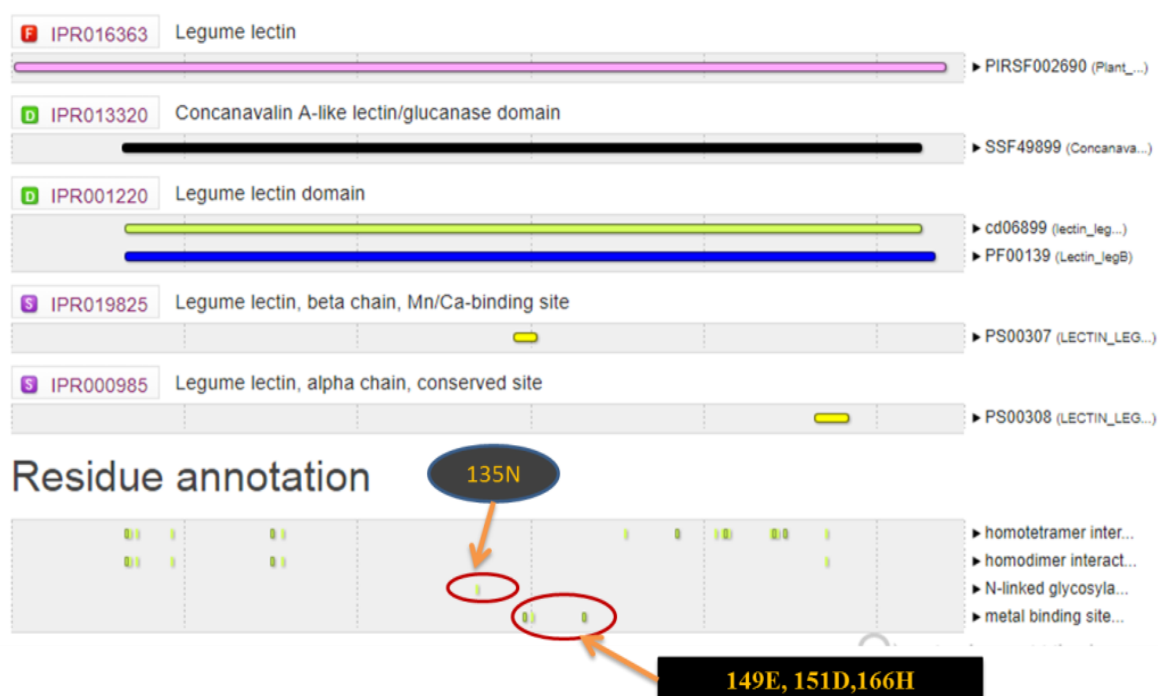 F IPR016363 Legume lectin
PIRSF002690 (Plant_...)
D IPR013320 Concanavalin A-like lectin/glucanase domain
SSF49899 (Concanava...)
D IPR001220 Legume lectin domain
cd06899 (lectin_leg...)
PF00139 (Lectin_legB)
S IPR019825 Legume lectin, beta chain, Mn/Ca-binding site
PS00307 (LECTIN_LEG...)
S IPR000985 Legume lectin, alpha chain, conserved site
PS00308 (LECTIN_LEG...)
Residue annotation
135N
homotetramer inter...
homodimer interact...
N-linked glycosyla...
metal binding site...
149E, 151D,166H